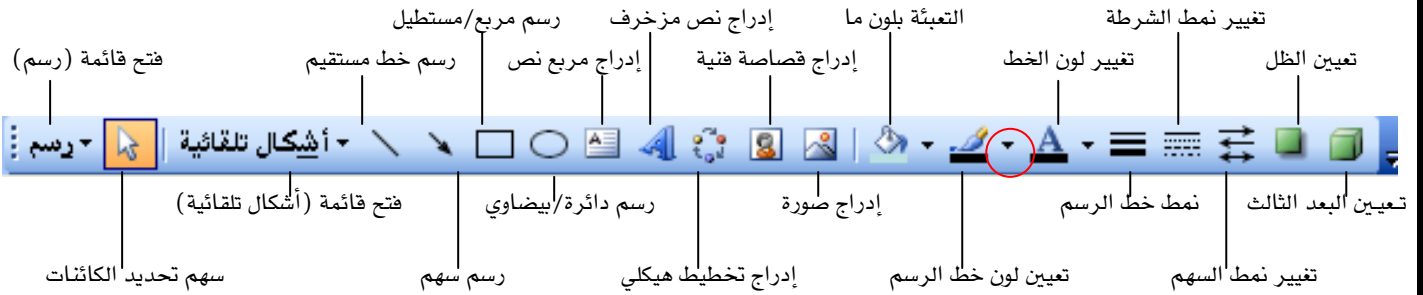 رسم مربع/مستطيل إدراج نص مزخرف التعبئة بلون ما تغيير نمط الشرطة
فتح قائمة (رسم) رسم خط مستقيم إدراج مربع نص إدراج قصاصة فنية تغيير لون الخط تعيين الظل
رسم أشكال تلقائية
فتح قائمة (أشكال تلقائية) رسم دائرة/بيضاوي إدراج صورة نمط خط الرسم تعيين البعد الثالث
سهم تحديد الكائنات رسم سهم إدراج تخطيط هيكلي تعيين لون خط الرسم تغيير نمط السهم